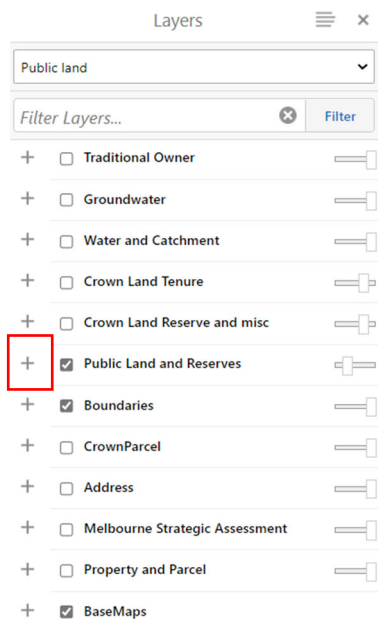 Layers
Public land
Filter Layers... Filter
Traditional Owner
Groundwater
Water and Catchment
Crown Land Tenure
Crown Land Reserve and misc
Public Land and Reserves
Boundaries
CrownParcel
Address
Melbourne Strategic Assessment
Property and Parcel
BaseMaps